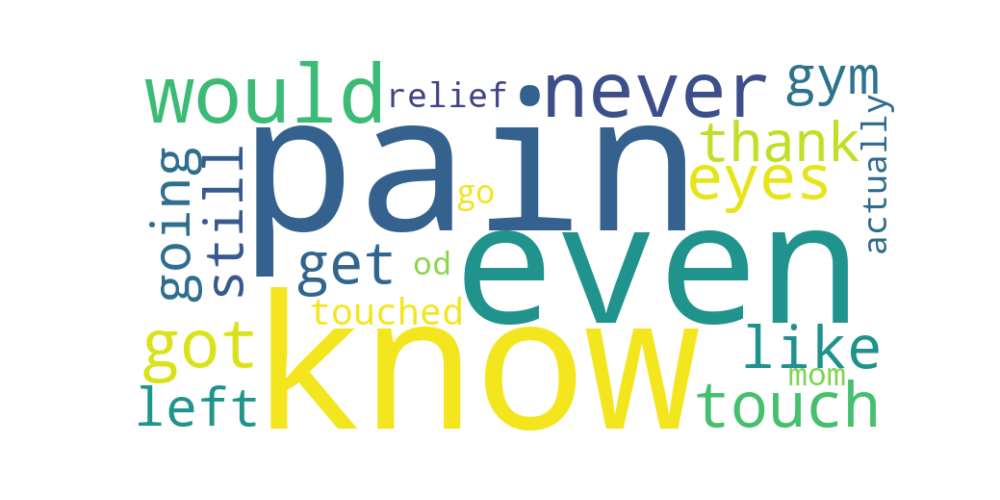 would
relief
never
gym
pain
thank
actually
eyes
going
still
go
even
get
od
touched
know
got
like
mom
left
touch